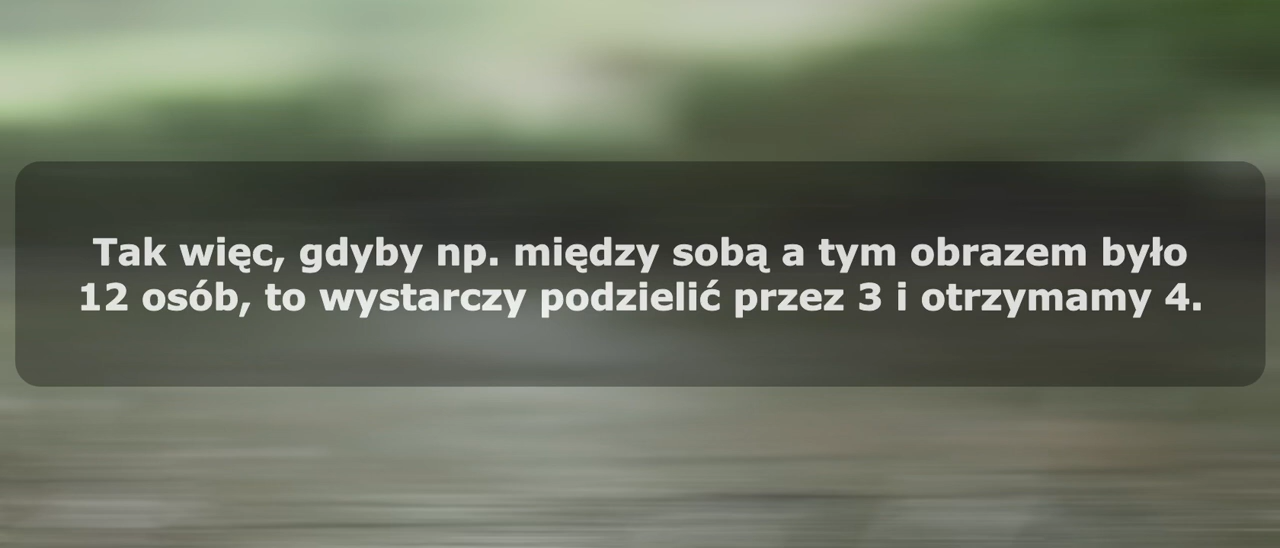 Tak więc, gdyby np. między sobą a tym obrazem było
12 osób, to wystarczy podzielić przez 3 i otrzymamy 4.